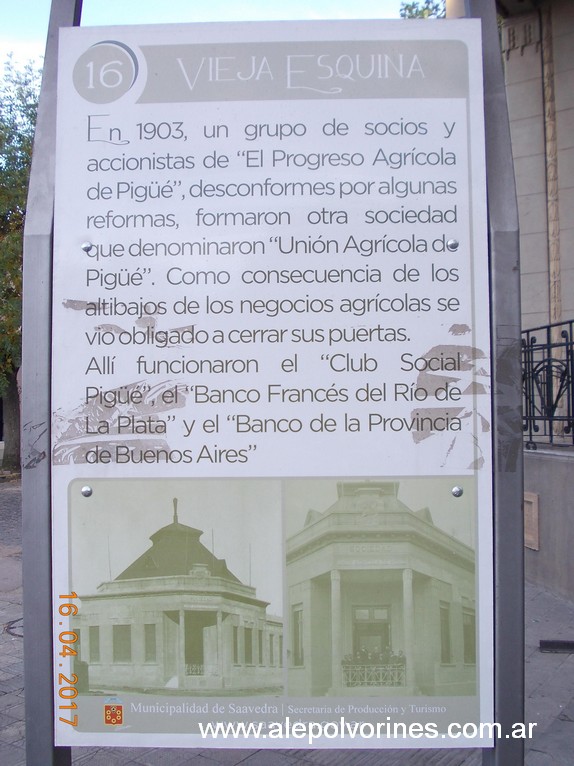 16
VIEJA ESQUINA
En 1903, un grupo de socios y
accionistas de “El Progreso Agrícola
de Pigüé”, desconformes por algunas
reformas, formaron otra sociedad
que denominaron “Unión Agrícola de
Pigüé”. Como consecuencia de los
altibajos de los negocios agrícolas se
vio obligado a cerrar sus puertas.
Allí funcionaron el “Club Social
Pigüé”, el “Banco Francés del Río de
La Plata” y el “Banco de la Provincia
de Buenos Aires”
Municipalidad de Saavedra | Secretaría de Producción y Turismo
www.alepolvorines.com.ar
16.04.2017